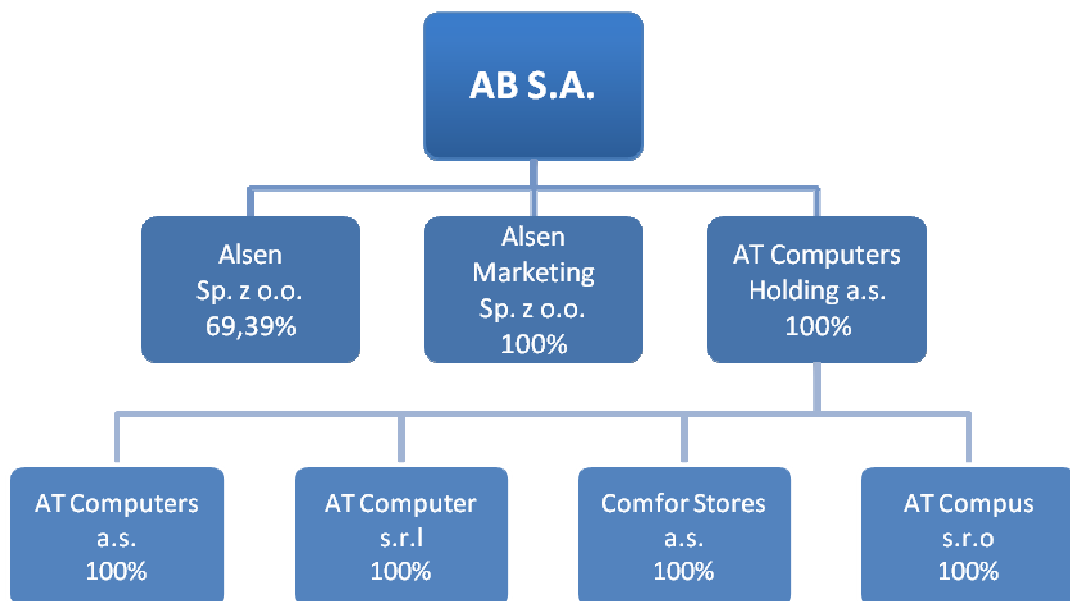 AB S.A.
Alsen
Sp. z o.o.
69,39%
Alsen
Marketing
Sp. z o.o.
100%
AT Computers
Holding a.s.
100%
AT Computers
a.s.
100%
AT Computer
s.r.l
100%
Comfor Stores
a.s.
100%
AT Compus
s.r.o
100%